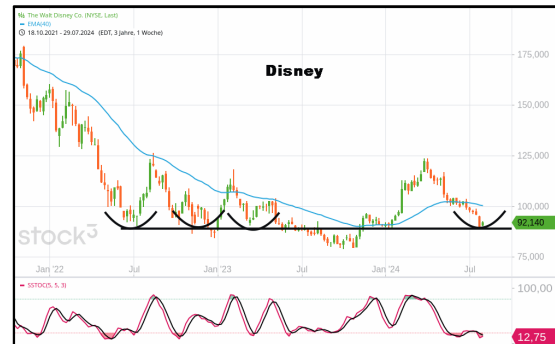 The Walt Disney Co. (NYSE, Last)
EMA(40)
18.10.2021 - 29.07.2024 (EDT, 3 Jahre, 1 Woche)
Disney
175,000
150,000
125,000
100,000
92,140
75,000
stock3
Jan '22
Jul
Jan '23
Jul
Jan '24
Jul
SSTOC(5, 5, 3)
100,00
12,75